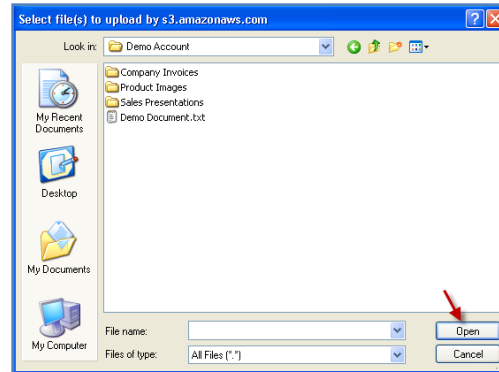 Select file(s) to upload by s3.amazonaws.com
Look in:
Demo Account
My Recent
Documents
Desktop
My Documents
My Computer
Company Invoices
Product Images
Sales Presentations
Demo Document.txt
File name:
Open
Files of type:
All Files (*.*)
Cancel